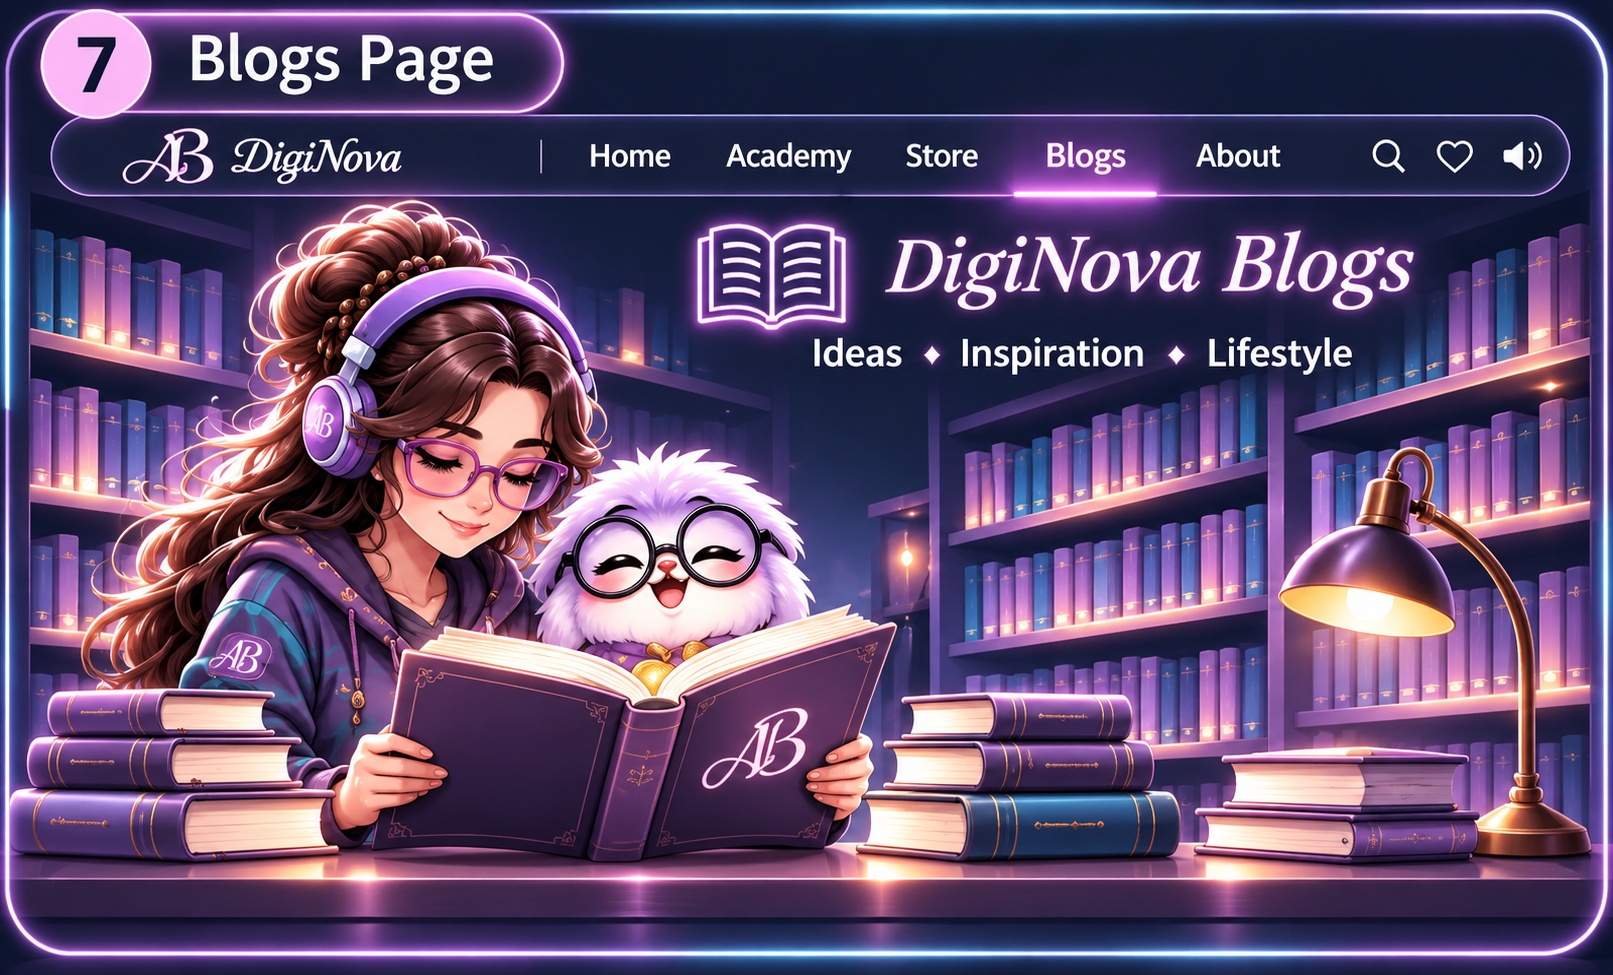 7 Blogs Page
AB DigiNova | Home Academy Store Blogs About
DigiNova Blogs
Ideas ♦ Inspiration ♦ Lifestyle
AB
AB
AB